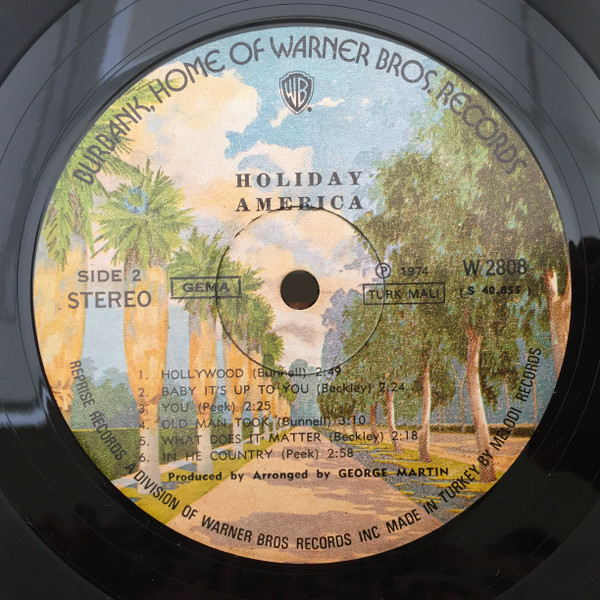 BURBANK, HOME OF WARNER BROS. RECORDS
WB
HOLIDAY
AMERICA
SIDE 2
STEREO
GEMA
℗ 1974
W 2808
TÜRK MALI
(S 40.855)
1. HOLLYWOOD (Bunnell) 2:49
2. BABY IT'S UP TO YOU (Beckley) 2:24
3. YOU (Peek) 2:25
4. OLD MAN TOOK (Bunnell) 3:10
5. WHAT DOES IT MATTER (Beckley) 2:18
6. IN HE COUNTRY (Peek) 2:58
Produced by Arranged by GEORGE MARTIN
REPRISE RECORDS, A DIVISION OF WARNER BROS RECORDS INC MADE IN TURKEY BY MELODI RECORDS